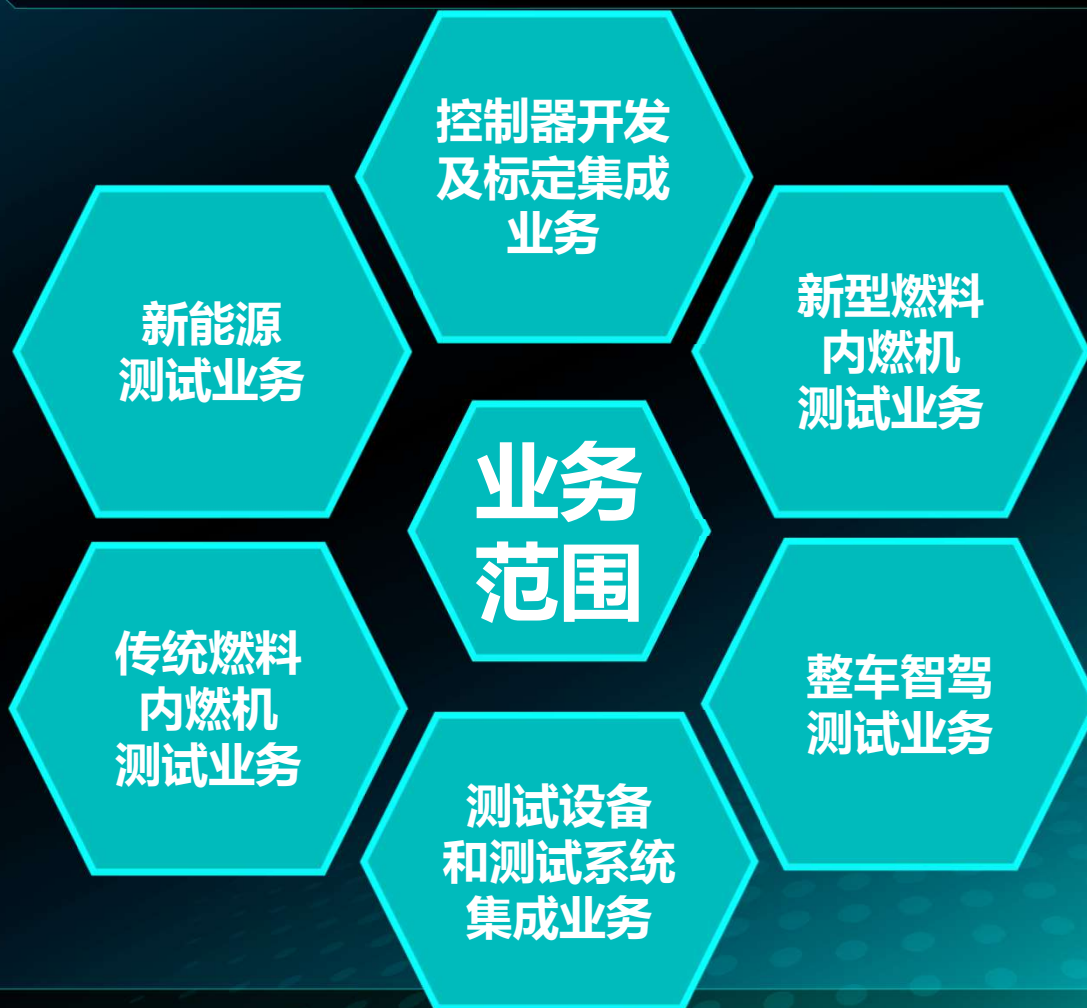 控制器开发
及标定集成
业务
新能源
测试业务
新型燃料
内燃机
测试业务
业务
范围
传统燃料
内燃机
测试业务
整车智驾
测试业务
测试设备
和测试系统
集成业务